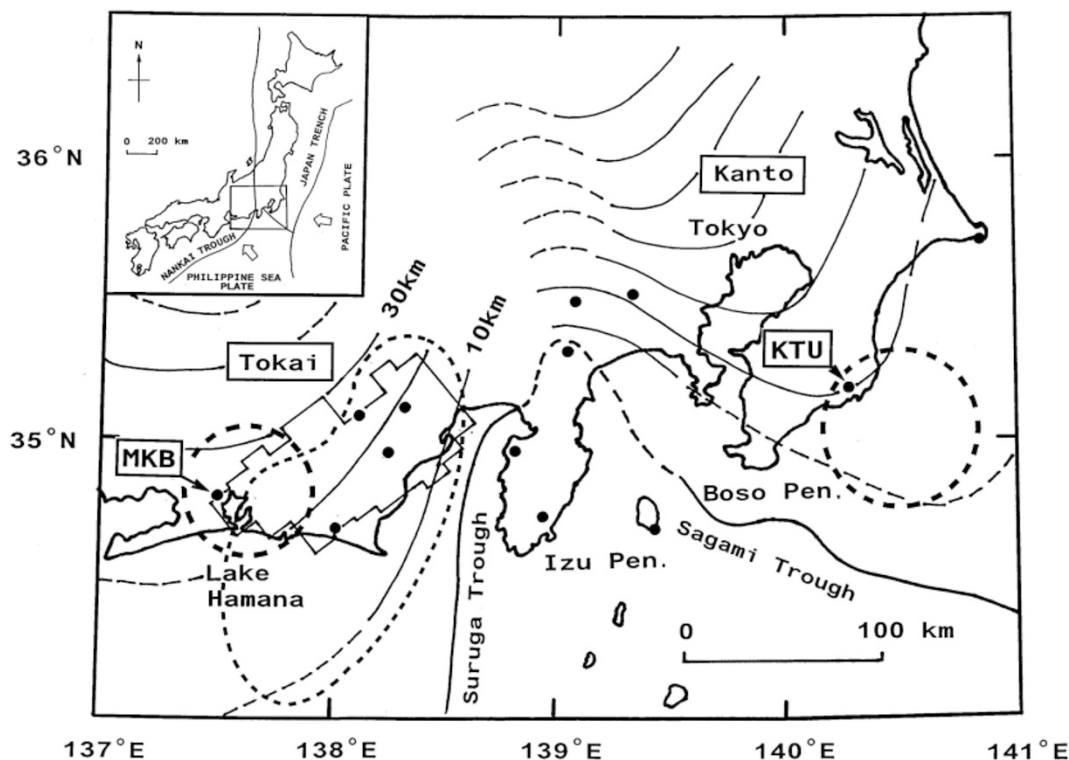 N
0 200 km
JAPAN TRENCH
PACIFIC PLATE
NANKAI TROUGH
PHILIPPINE SEA
PLATE
36°N
35°N
Kanto
Tokyo
30km
10km
Tokai
KTU
MKB
Boso Pen.
Lake
Hamana
Izu Pen.
Sagami Trough
Suruga Trough
0 100 km
137°E
138°E
139°E
140°E
141°E